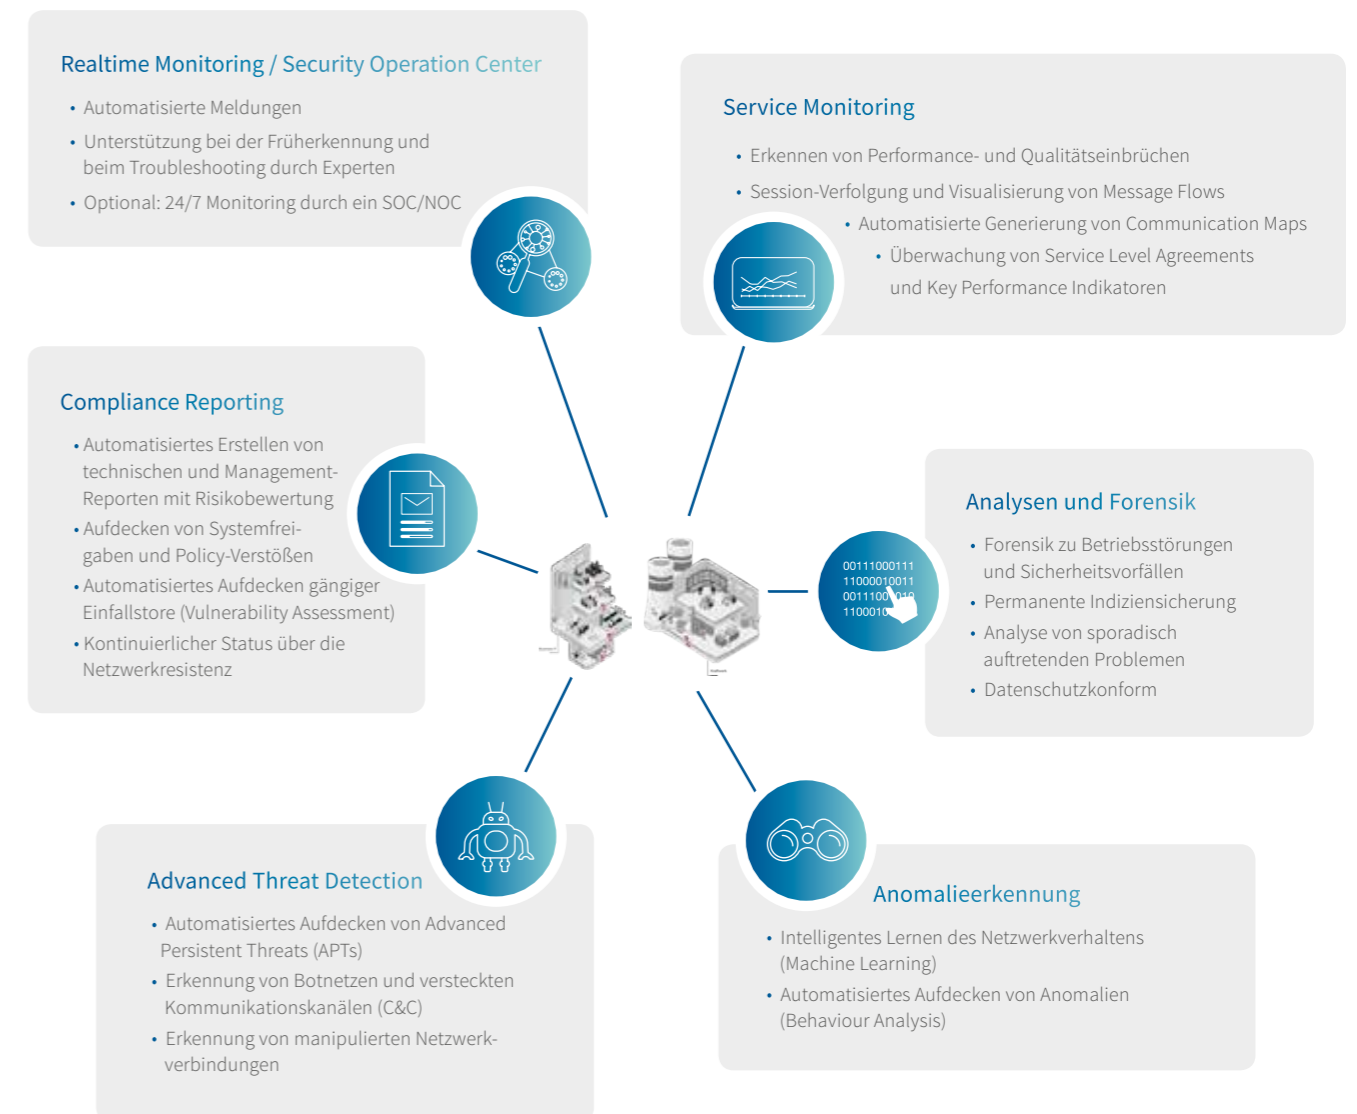 Realtime Monitoring / Security Operation Center
• Automatisierte Meldungen
• Unterstützung bei der Früherkennung und
beim Troubleshooting durch Experten
• Optional: 24/7 Monitoring durch ein SOC/NOC
Service Monitoring
• Erkennen von Performance- und Qualitätseinbrüchen
• Session-Verfolgung und Visualisierung von Message Flows
• Automatisierte Generierung von Communication Maps
• Überwachung von Service Level Agreements
und Key Performance Indikatoren
Compliance Reporting
• Automatisiertes Erstellen von
technischen und Management-
Reporten mit Risikobewertung
• Aufdecken von Systemfrei-
gaben und Policy-Verstößen
• Automatisiertes Aufdecken gängiger
Einfallstore (Vulnerability Assessment)
• Kontinuierlicher Status über die
Netzwerkresistenz
00111000111
11000010011
Analysen und Forensik
• Forensik zu Betriebsstörungen
und Sicherheitsvorfällen
• Permanente Indiziensicherung
• Analyse von sporadisch
auftretenden Problemen
• Datenschutzkonform
Advanced Threat Detection
• Automatisiertes Aufdecken von Advanced
Persistent Threats (APTs)
• Erkennung von Botnetzen und versteckten
Kommunikationskanälen (C&C)
• Erkennung von manipulierten Netzwerk-
verbindungen
Anomalieerkennung
• Intelligentes Lernen des Netzwerkverhaltens
(Machine Learning)
• Automatisiertes Aufdecken von Anomalien
(Behaviour Analysis)